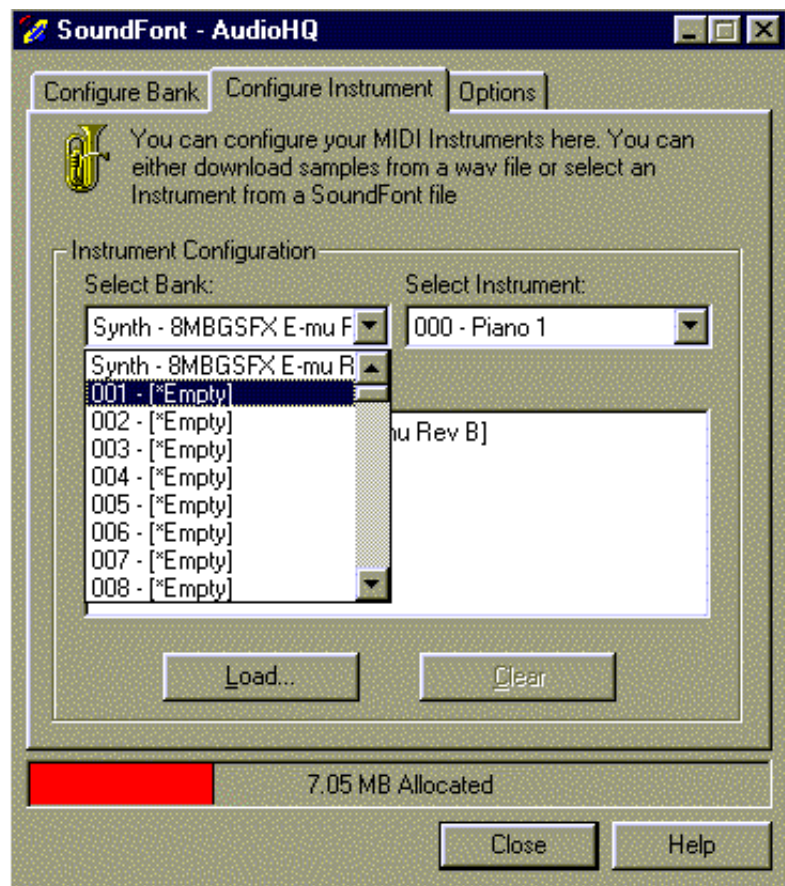 SoundFont - AudioHQ
Configure Bank Configure Instrument Options
You can configure your MIDI Instruments here. You can
either download samples from a wav file or select an
Instrument from a SoundFont file
Instrument Configuration
Select Bank: Select Instrument:
Synth - 8MBGSFX E-mu F 000 - Piano 1
Synth - 8MBGSFX E-mu R
001 - [*Empty]
002 - [*Empty]
mu Rev B]
003 - [*Empty]
004 - [*Empty]
005 - [*Empty]
006 - [*Empty]
007 - [*Empty]
008 - [*Empty]
Load... Clear
7.05 MB Allocated
Close Help